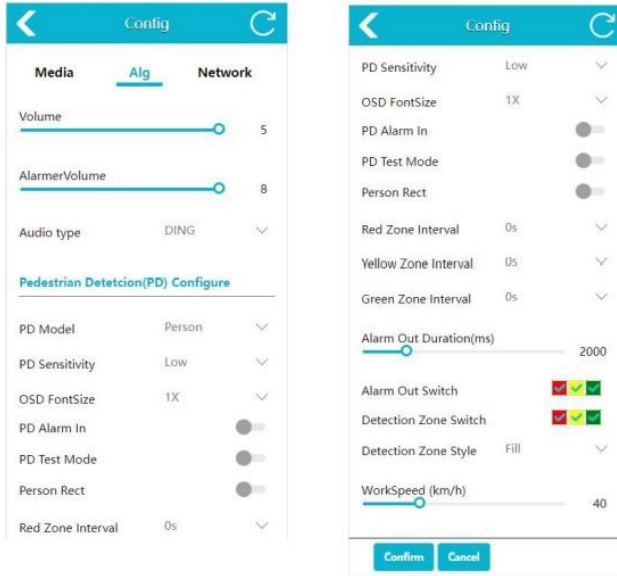 Config
Media Alg Network
Volume
5
AlarmerVolume
8
Audio type DING
Pedestrian Detetcion(PD) Configure
PD Model Person
PD Sensitivity Low
OSD FontSize 1X
PD Alarm In
PD Test Mode
Person Rect
Red Zone Interval 0s
Config
PD Sensitivity Low
OSD FontSize 1X
PD Alarm In
PD Test Mode
Person Rect
Red Zone Interval 0s
Yellow Zone Interval 0s
Green Zone Interval 0s
Alarm Out Duration(ms)
2000
Alarm Out Switch
Detection Zone Switch
Detection Zone Style Fill
WorkSpeed (km/h)
40
Confirm Cancel